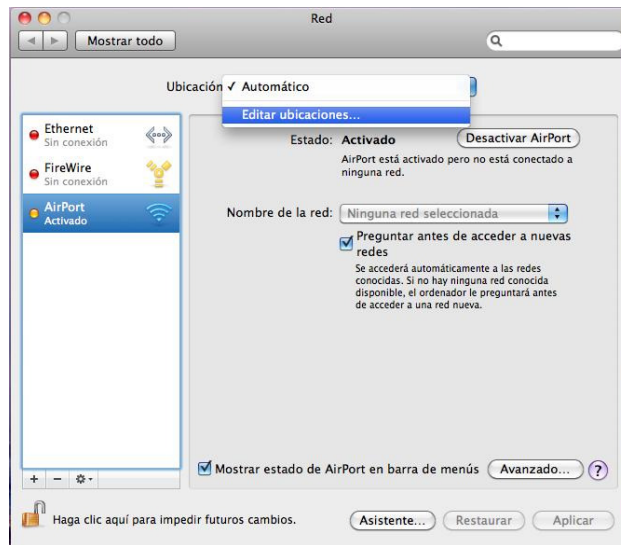 Red
Mostrar todo
Ubicación ✓ Automático
Editar ubicaciones...
Ethernet
Sin conexión
FireWire
Sin conexión
AirPort
Activado
Estado: Activado
Desactivar AirPort
AirPort está activado pero no está conectado a
ninguna red.
Nombre de la red: Ninguna red seleccionada
Preguntar antes de acceder a nuevas
redes
Se accederá automáticamente a las redes
conocidas. Si no hay ninguna red conocida
disponible, el ordenador le preguntará antes
de acceder a una red nueva.
Mostrar estado de AirPort en barra de menús
Avanzado...
?
Haga clic aquí para impedir futuros cambios.
Asistente...
Restaurar
Aplicar